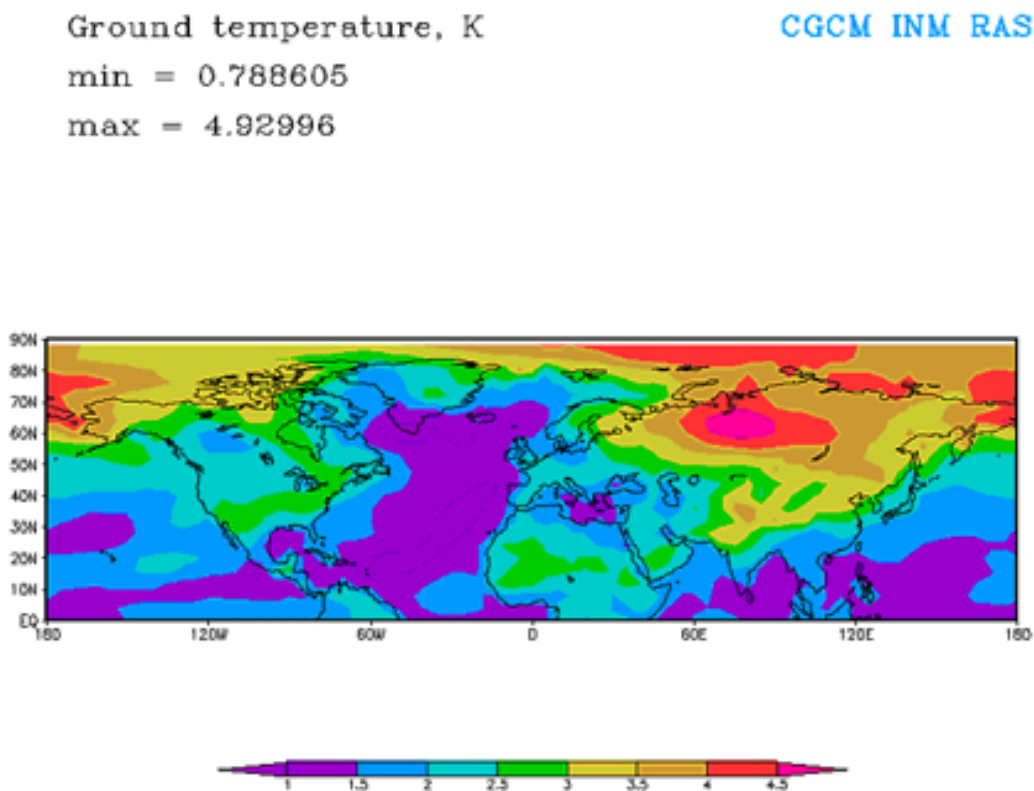 Ground temperature, K
CGCM INM RAS
min = 0.788605
max = 4.92996
90N
80N
70N
60N
50N
40N
30N
20N
10N
EQ
180 120W 60W 0 60E 120E 180
1 1.5 2 2.5 3 3.5 4 4.5